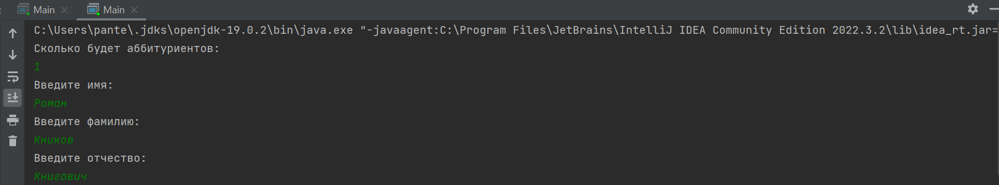 : Main Main
C:\Users\pante\.jdks\openjdk-19.0.2\bin\java.exe "-javaagent:C:\Program Files\JetBrains\IntelliJ IDEA Community Edition 2022.3.2\lib\idea_rt.jar=
Сколько будет аббитуриентов:
1
Введите имя:
Роман
Введите фамилию:
Кников
Введите отчество:
Книгович